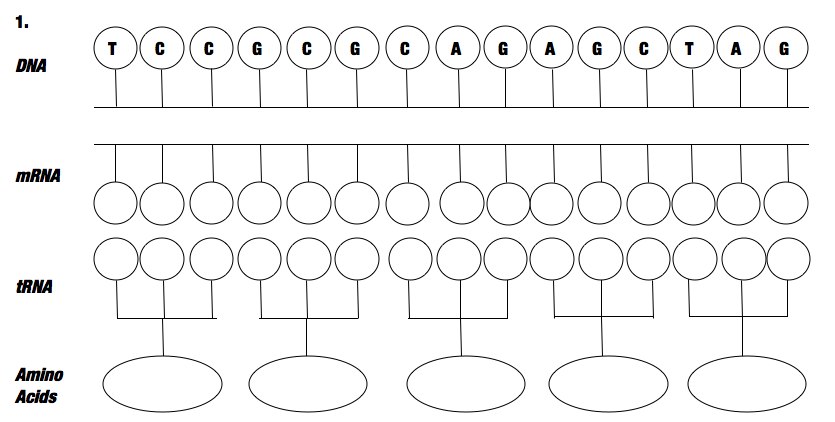 1.
T C C G C G C A G A G C T A G
DNA
mRNA
tRNA
Amino
Acids